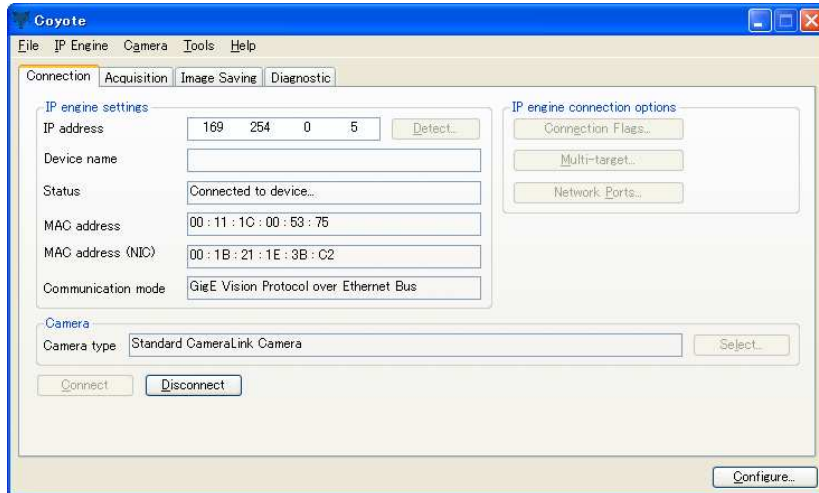 Coyote
File IP Engine Camera Tools Help
Connection Acquisition Image Saving Diagnostic
IP engine settings
IP address 169 254 0 5 Detect...
Device name
Status Connected to device...
MAC address 00 : 11 : 1C : 00 : 53 : 75
MAC address (NIC) 00 : 1B : 21 : 1E : 3B : C2
Communication mode GigE Vision Protocol over Ethernet Bus
IP engine connection options
Connection Flags...
Multi-target...
Network Ports...
Camera
Camera type Standard CameraLink Camera Select...
Connect Disconnect
Configure...